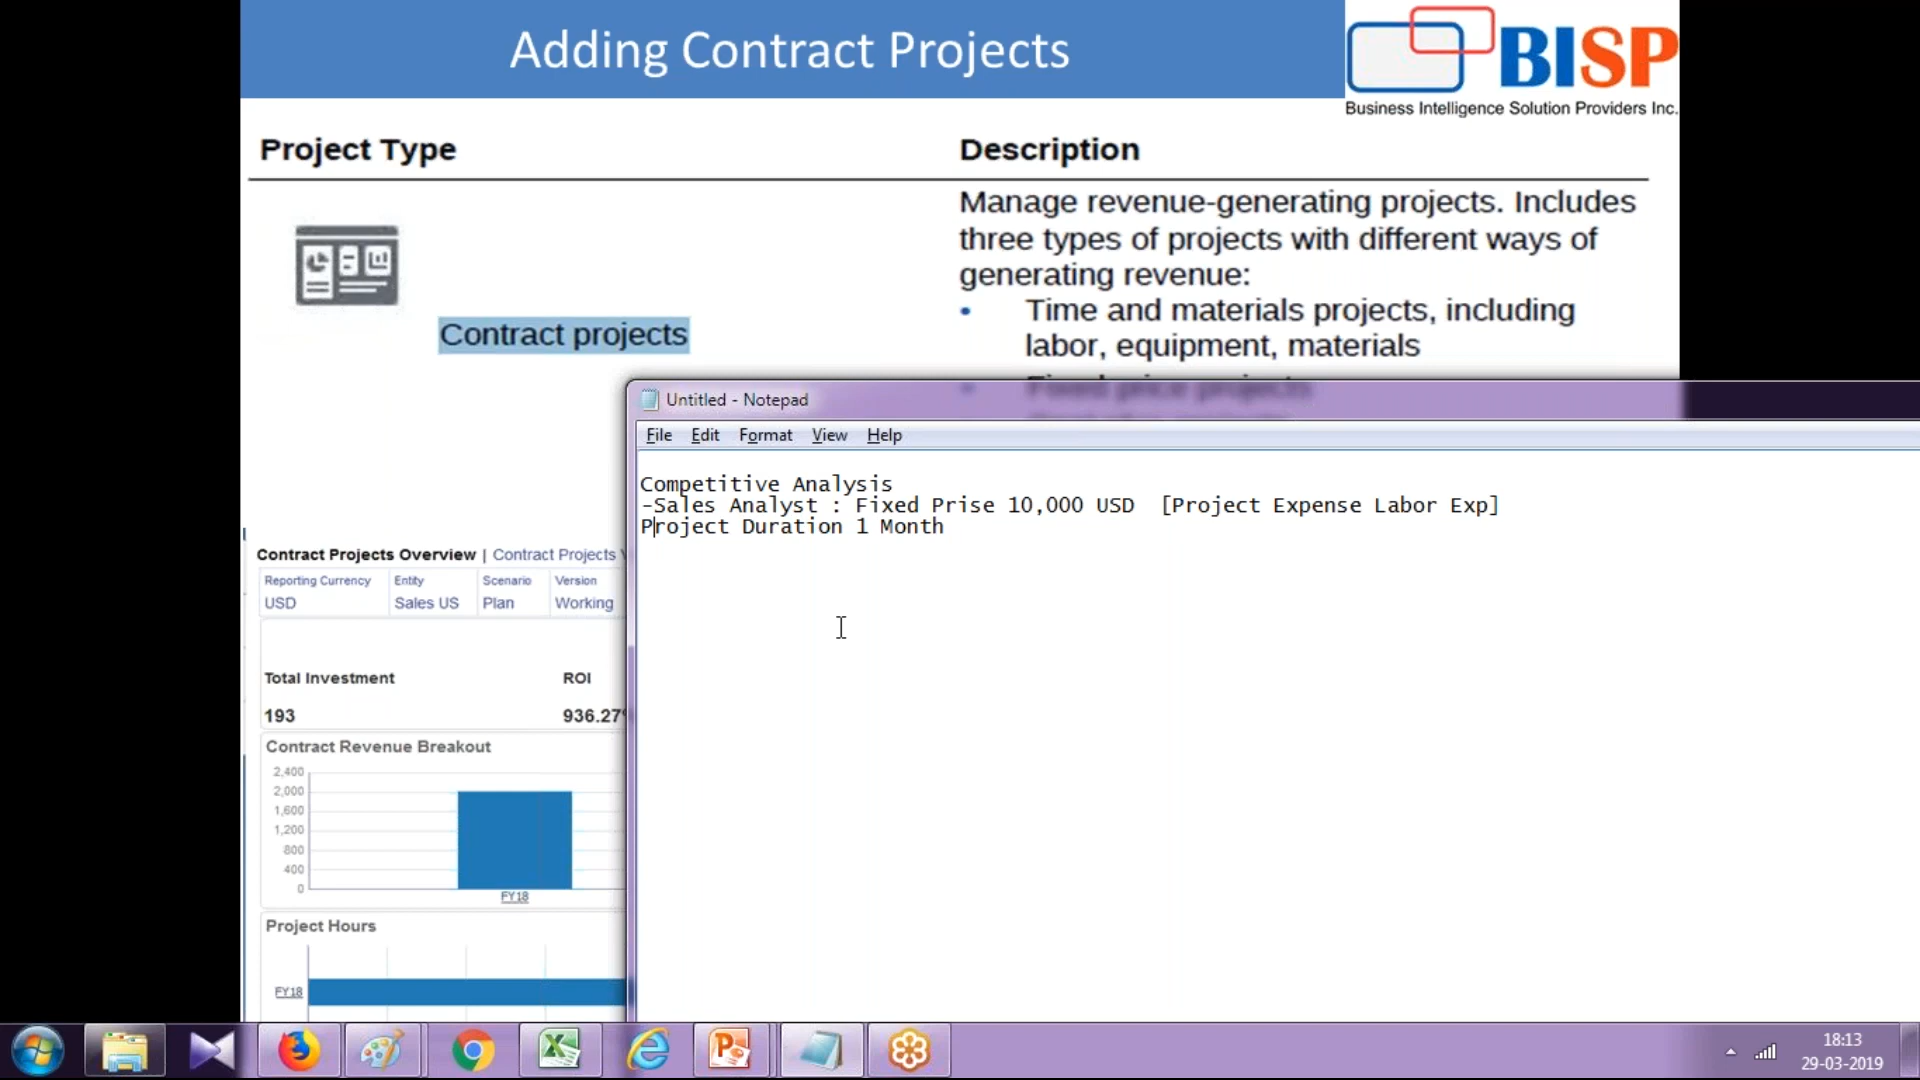 Adding Contract Projects
BISP
Business Intelligence Solution Providers Inc.
Project Type
Description
Manage revenue-generating projects. Includes
three types of projects with different ways of
generating revenue:
• Time and materials projects, including
labor, equipment, materials
Contract projects
Fixed price projects
Untitled - Notepad
File Edit Format View Help
Competitive Analysis
-Sales Analyst : Fixed Prise 10,000 USD [Project Expense Labor Exp]
Project Duration 1 Month
Contract Projects Overview | Contract Projects
Reporting Currency Entity Scenario Version
USD Sales US Plan Working
Total Investment ROI
193 936.27
Contract Revenue Breakout
2,400
2,000
1,600
1,200
800
400
0
FY18
Project Hours
FY18
18:13
29-03-2019